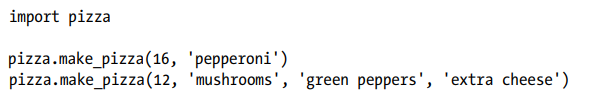 import pizza
pizza.make_pizza(16, 'pepperoni')
pizza.make_pizza(12, 'mushrooms', 'green peppers', 'extra cheese')